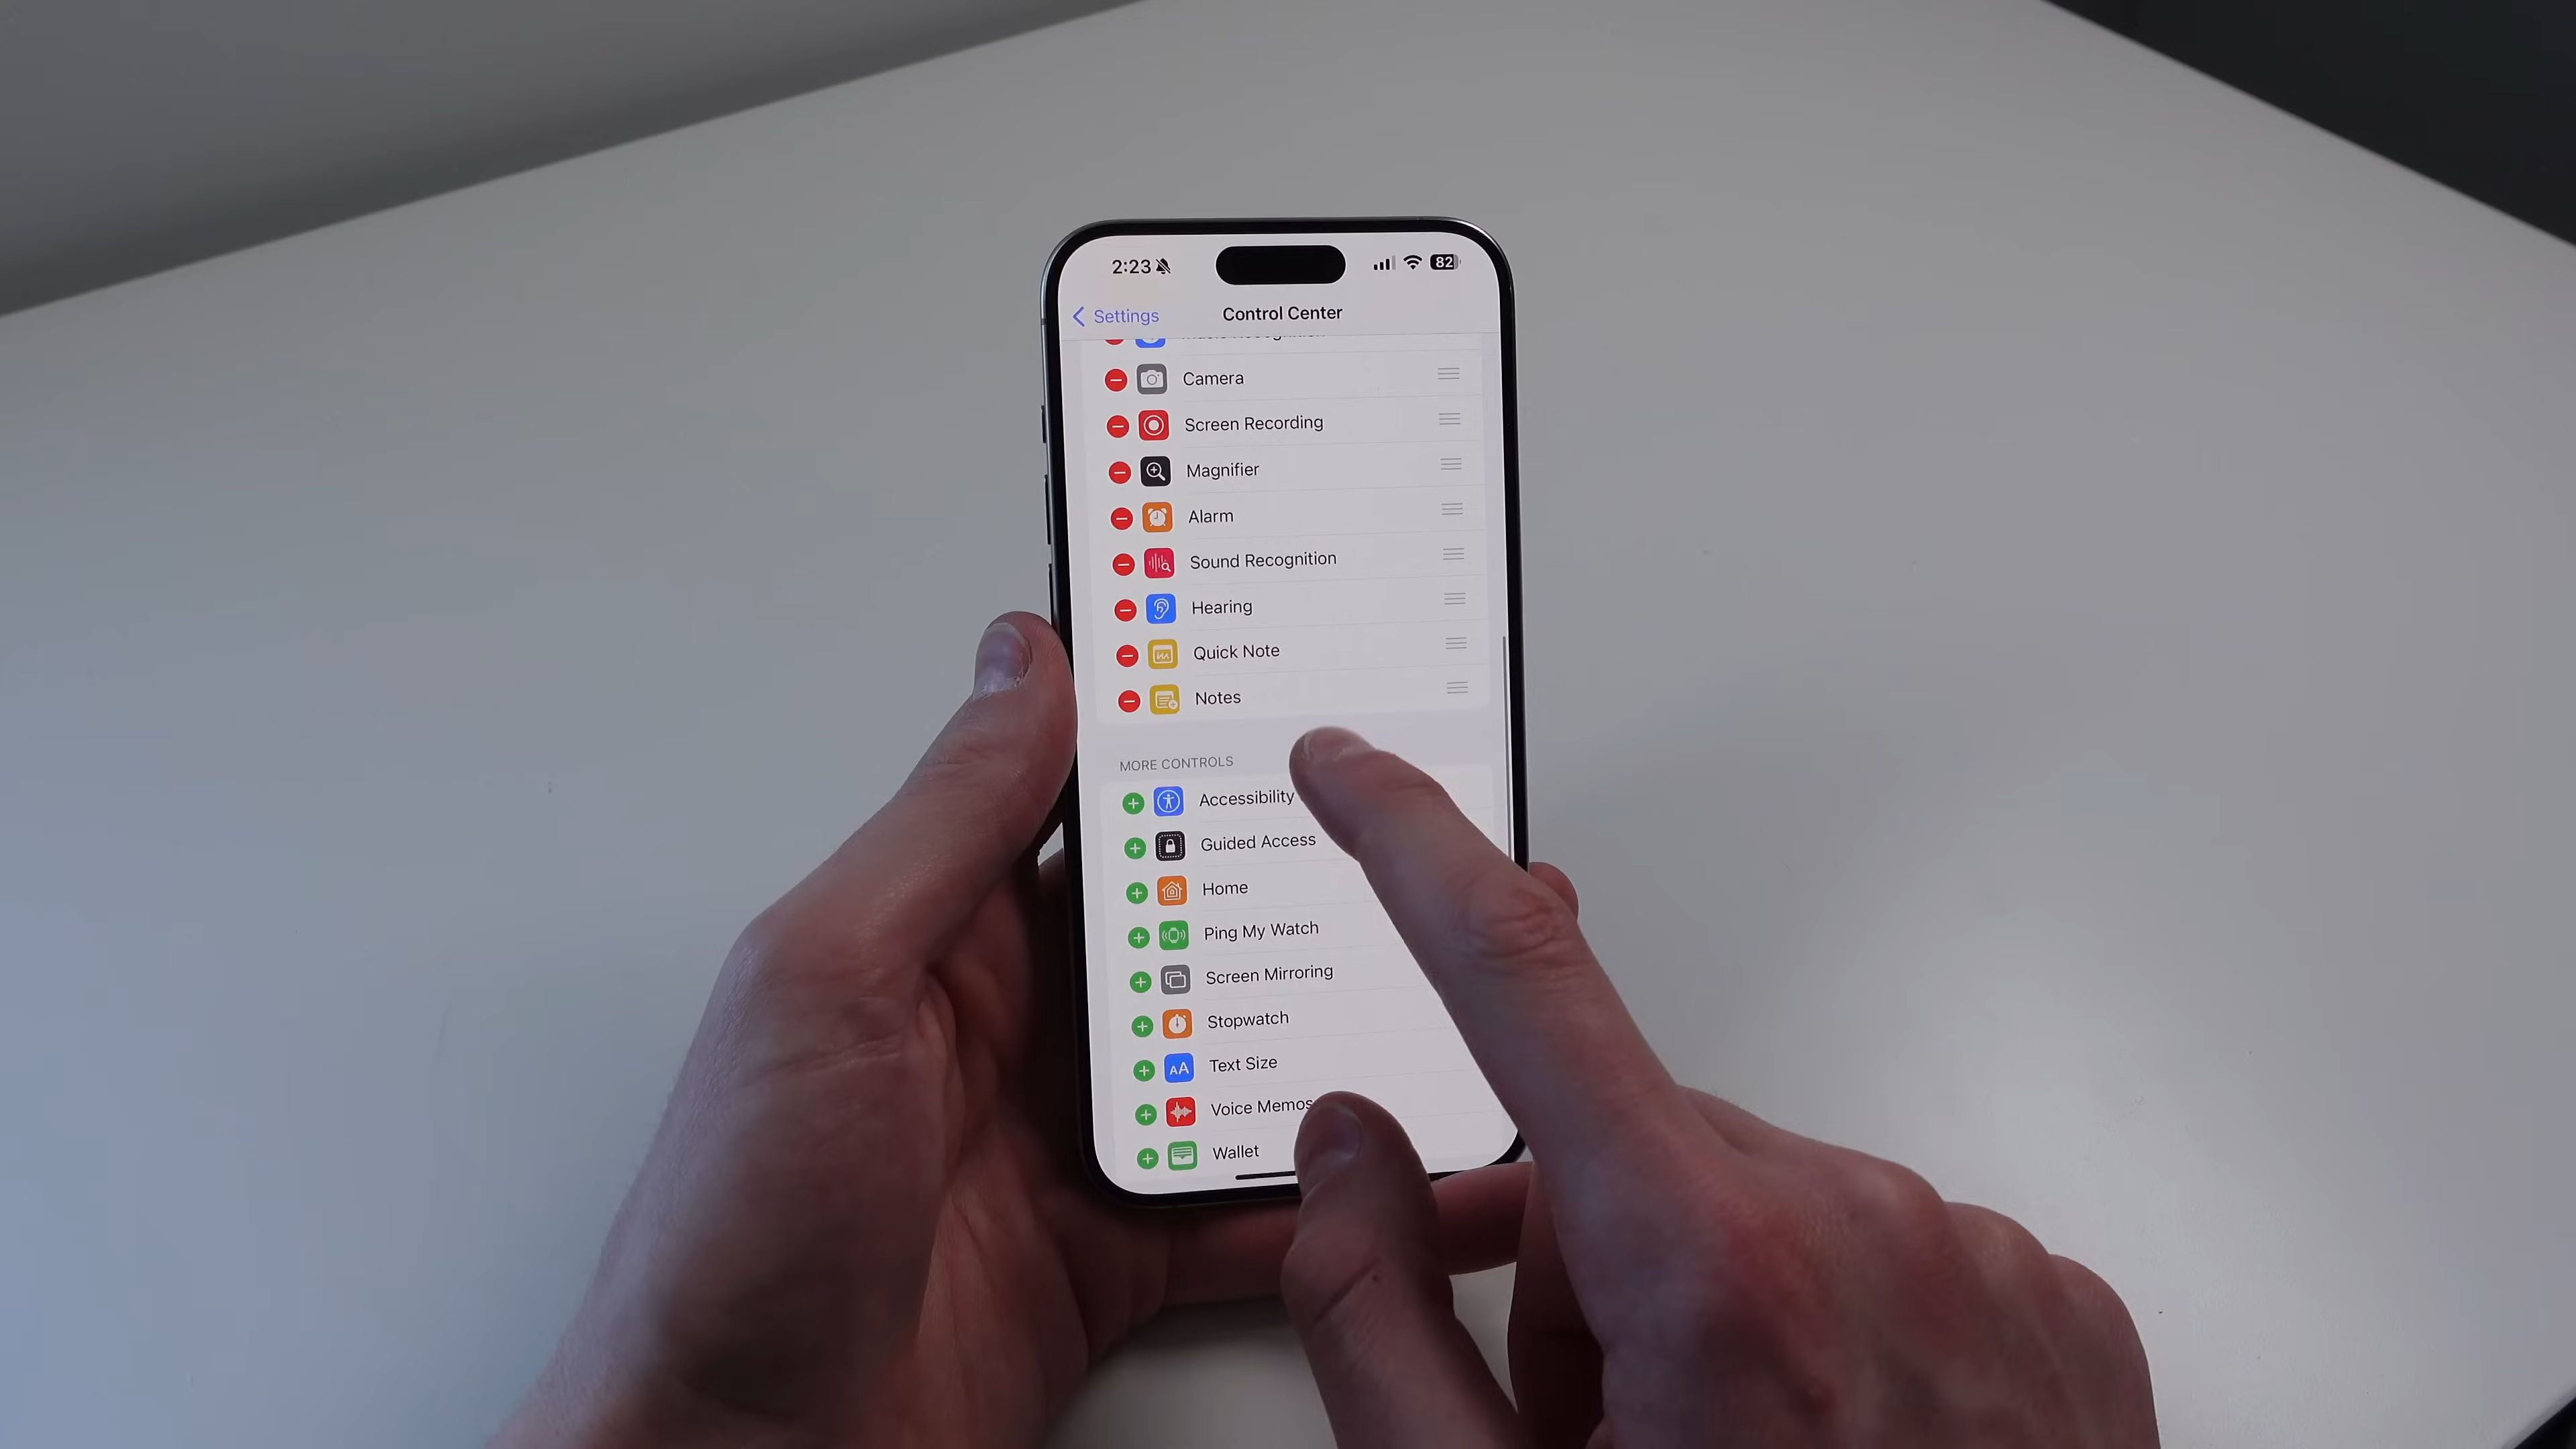 2:23
82
Settings
Control Center
Camera
Screen Recording
Magnifier
Alarm
Sound Recognition
Hearing
Quick Note
Notes
MORE CONTROLS
Accessibility
Guided Access
Home
Ping My Watch
Screen Mirroring
Stopwatch
AA Text Size
Voice Memos
Wallet